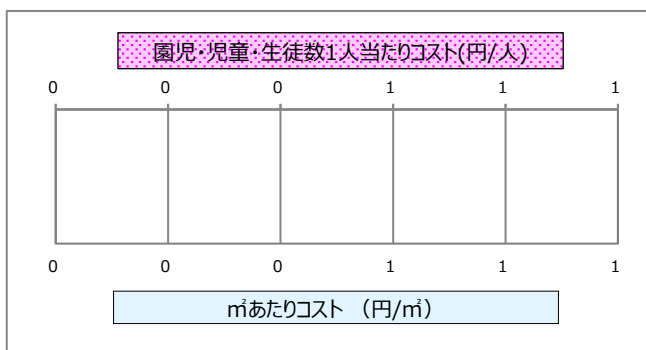 園児・児童・生徒数1人当たりコスト(円/人)
0 0 0 1 1 1
0 0 0 1 1 1
㎡あたりコスト （円/㎡）